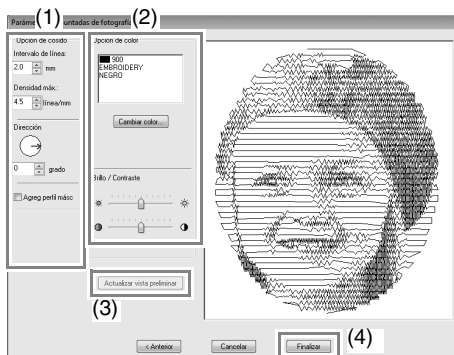 Paráme
(1)
untadas de fotografía
(2)
Opción de cosido
Intervalo de línea:
2.0 mm
Densidad máx.:
4.5 línea/mm
Dirección
0 grado
Agreg perfil másc
Opción de color
900
EMBROIDERY
NEGRO
Cambiar color...
Brillo / Contraste
Actualizar vista preliminar
(3)
< Anterior
Cancelar
Finalizar
(4)